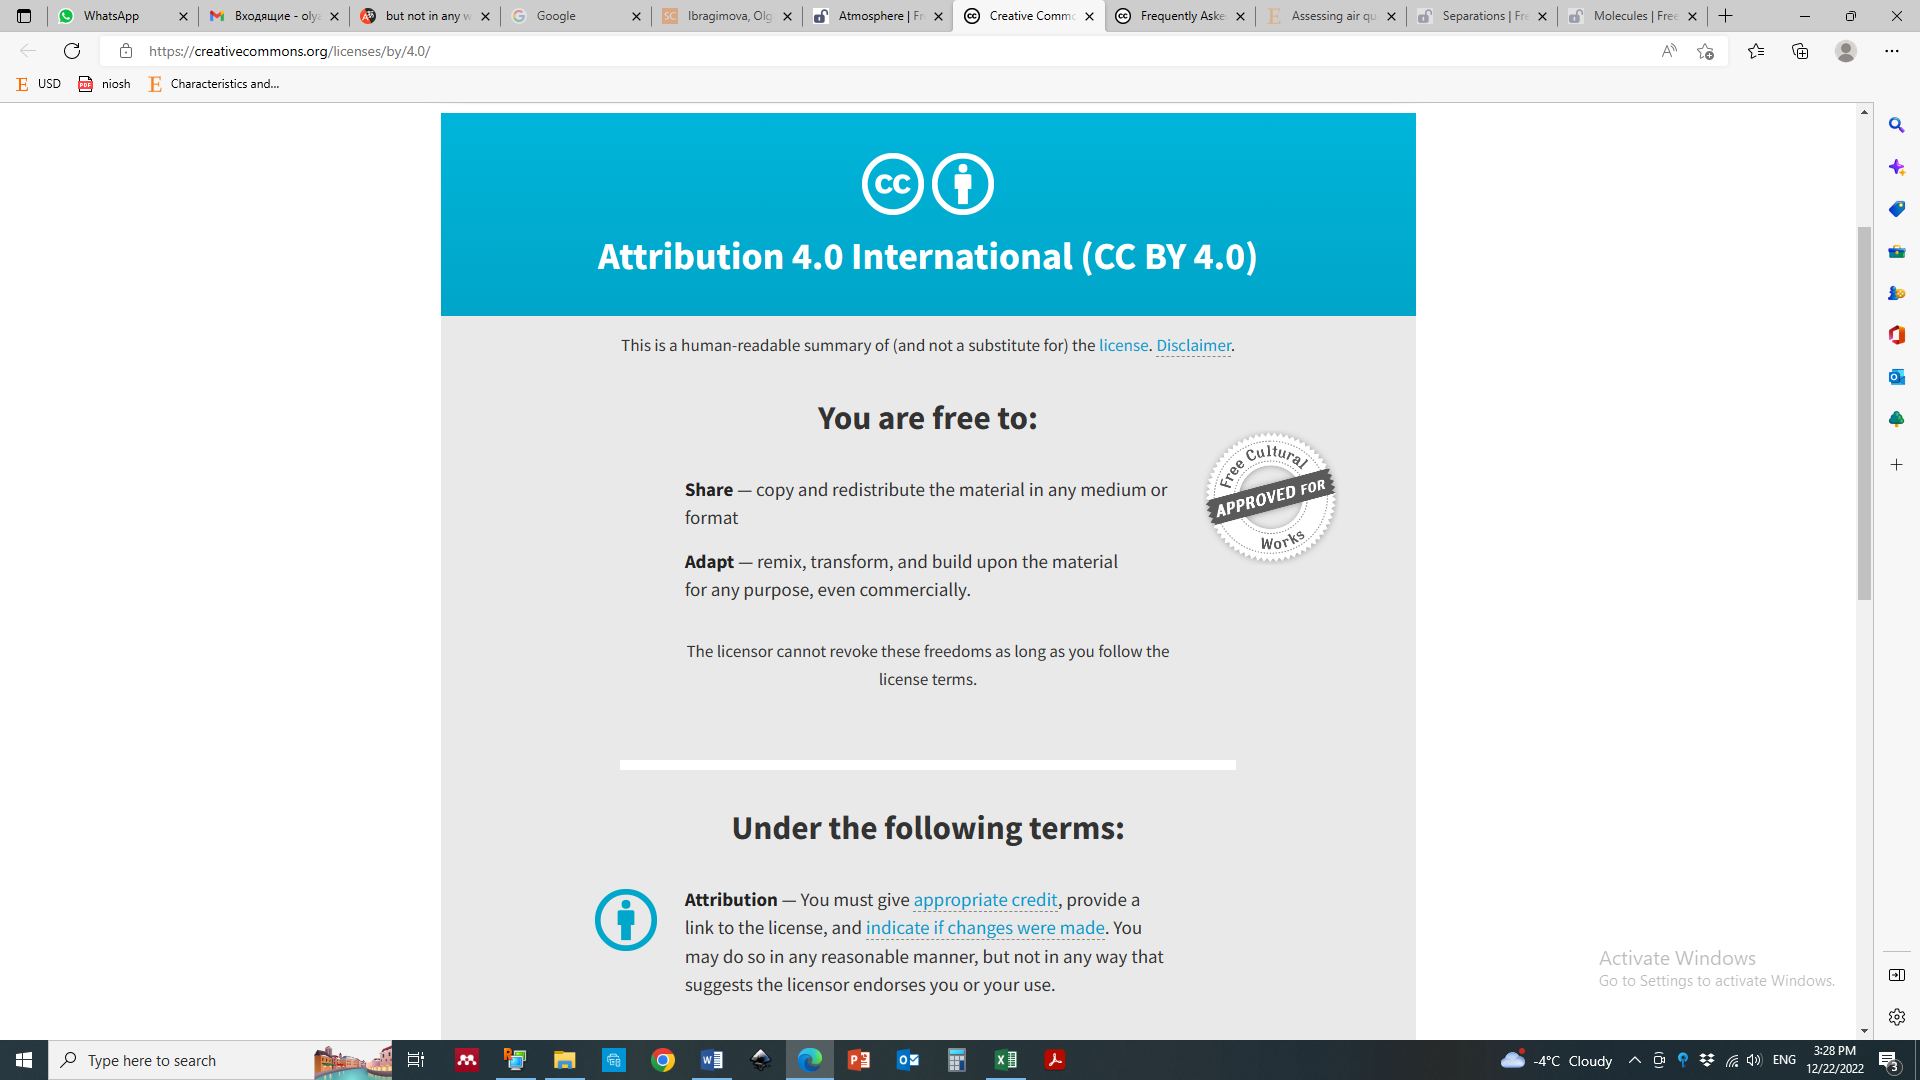 WhatsApp
Входящие - oly
but not in any w
Google
Ibragimova, Olg
Atmosphere | Fr
Creative Commo
Frequently Aske
Assessing air qu
Separations | Fre
Molecules | Free
https://creativecommons.org/licenses/by/4.0/
USD
niosh
Characteristics and...
Attribution 4.0 International (CC BY 4.0)
This is a human-readable summary of (and not a substitute for) the license. Disclaimer.
You are free to:
Share — copy and redistribute the material in any medium or
format
Adapt — remix, transform, and build upon the material
for any purpose, even commercially.
Free Cultural
APPROVED FOR
Works
The licensor cannot revoke these freedoms as long as you follow the
license terms.
Under the following terms:
Attribution — You must give appropriate credit, provide a
link to the license, and indicate if changes were made. You
may do so in any reasonable manner, but not in any way that
suggests the licensor endorses you or your use.
Activate Windows
Go to Settings to activate Windows.
Type here to search
-4°C Cloudy
ENG
3:28 PM
12/22/2022
3